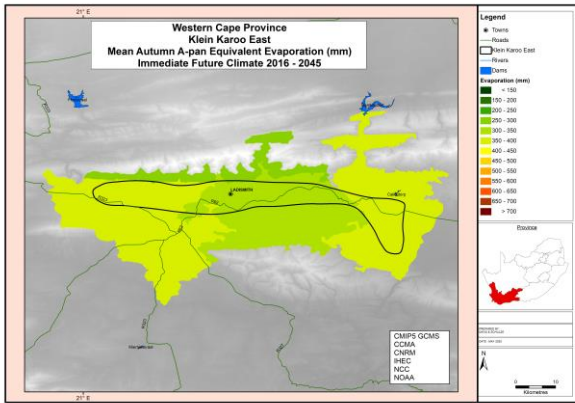 Western Cape Province
Klein Karoo East
Mean Autumn A-pan Equivalent Evaporation (mm)
Immediate Future Climate 2016 - 2045
21° E
LADISMITH
CMIP5 GCMS
CCMA
CNRM
IHEC
NCC
NOAA
21° E
Legend
Towns
Roads
Klein Karoo East
Rivers
Dams
Evaporation (mm)
< 150
150 - 200
200 - 250
250 - 300
300 - 350
350 - 400
400 - 450
450 - 500
500 - 550
550 - 600
600 - 650
650 - 700
> 700
Province
N
0
10
Kilometres